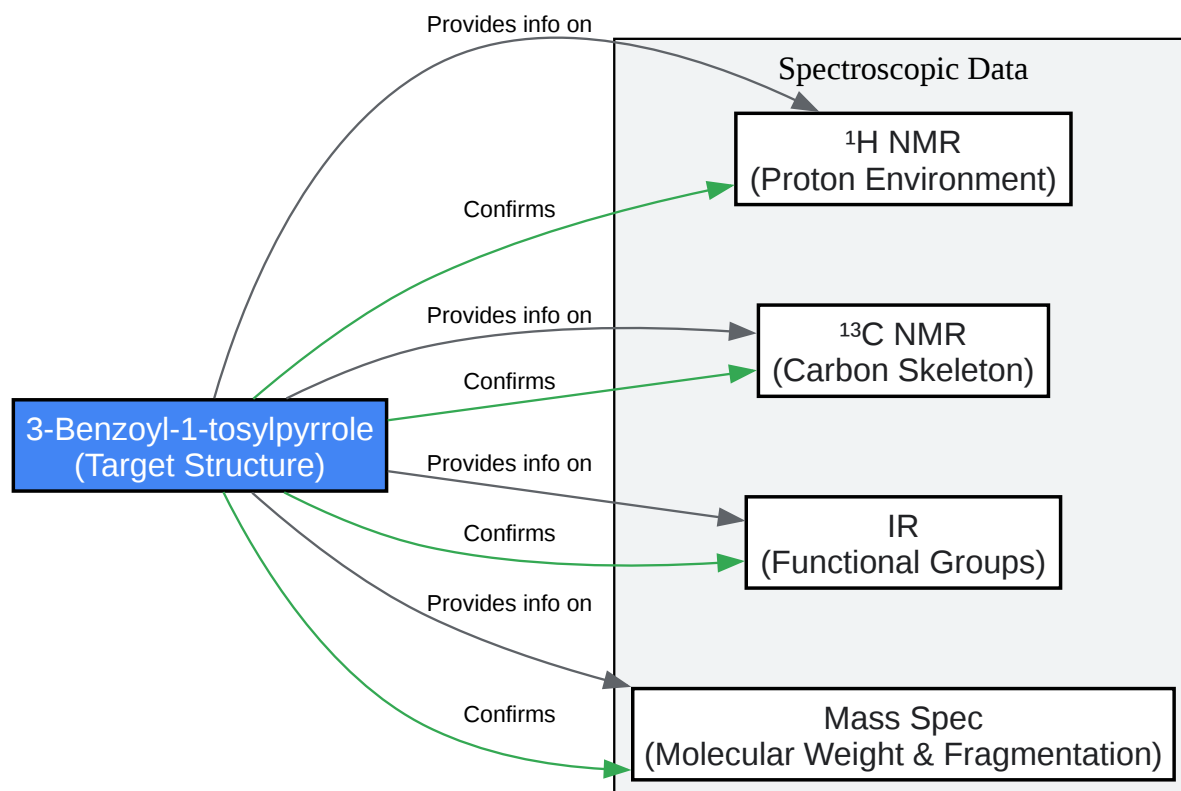 Provides info on
Spectroscopic Data
¹H NMR
(Proton Environment)
Confirms
Provides info on
¹³C NMR
(Carbon Skeleton)
Confirms
3-Benzoyl-1-tosylpyrrole
(Target Structure)
Provides info on
IR
(Functional Groups)
Confirms
Provides info on
Mass Spec
(Molecular Weight & Fragmentation)
Confirms